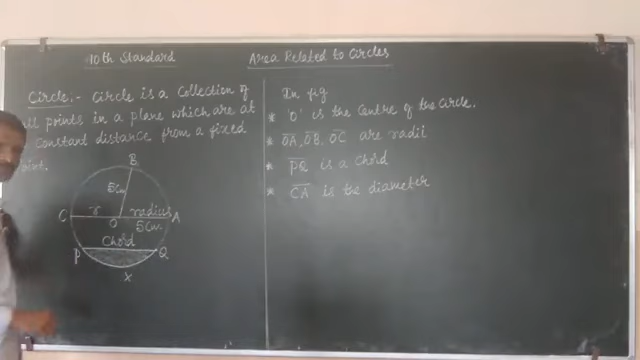 10th Standard
Area Related to Circles
Circle:- Circle is a Collection of
all points in a plane which are at
constant distance from a fixed
point.
B
5cm
C r O radius A
5cm.
Chord
P Q
X
In fig
* 'O' is the Centre of the Circle.
* OA, OB, OC are radii
* PQ is a chord
* CA is the diameter